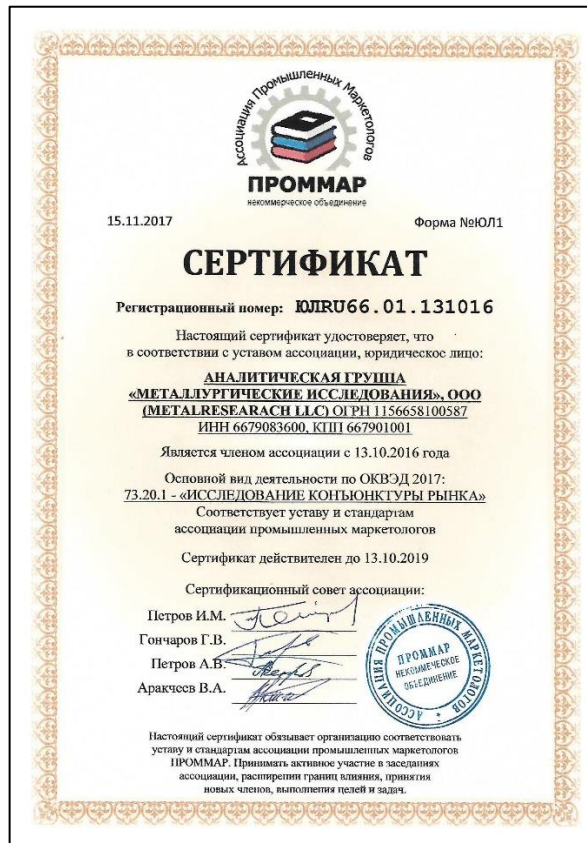 Ассоциация Промышленных Маркетологов
ПРОММАР
некоммерческое объединение
15.11.2017
Форма №ЮЛ1
СЕРТИФИКАТ
Регистрационный номер: ЮЛRU66.01.131016
Настоящий сертификат удостоверяет, что
в соответствии с уставом ассоциации, юридическое лицо:
АНАЛИТИЧЕСКАЯ ГРУППА
«МЕТАЛЛУРГИЧЕСКИЕ ИССЛЕДОВАНИЯ», ООО
(METALRESEARACH LLC) ОГРН 1156658100587
ИНН 6679083600, КПП 667901001
Является членом ассоциации с 13.10.2016 года
Основной вид деятельности по ОКВЭД 2017:
73.20.1 - «ИССЛЕДОВАНИЕ КОНЪЮНКТУРЫ РЫНКА»
Соответствует уставу и стандартам
ассоциации промышленных маркетологов
Сертификат действителен до 13.10.2019
Сертификационный совет ассоциации:
Петров И.М.
Гончаров Г.В.
Петров А.В.
Аракчеев В.А.
АССОЦИАЦИЯ ПРОМЫШЛЕННЫХ МАРКЕТОЛОГОВ
ПРОММАР
НЕКОММЕЧЕСКОЕ
ОБЪЕДИНЕНИЕ
Настоящий сертификат обязывает организацию соответствовать
уставу и стандартам ассоциации промышленных маркетологов
ПРОММАР. Принимать активное участие в заседаниях
ассоциации, расширении границ влияния, принятия
новых членов, выполнения целей и задач.